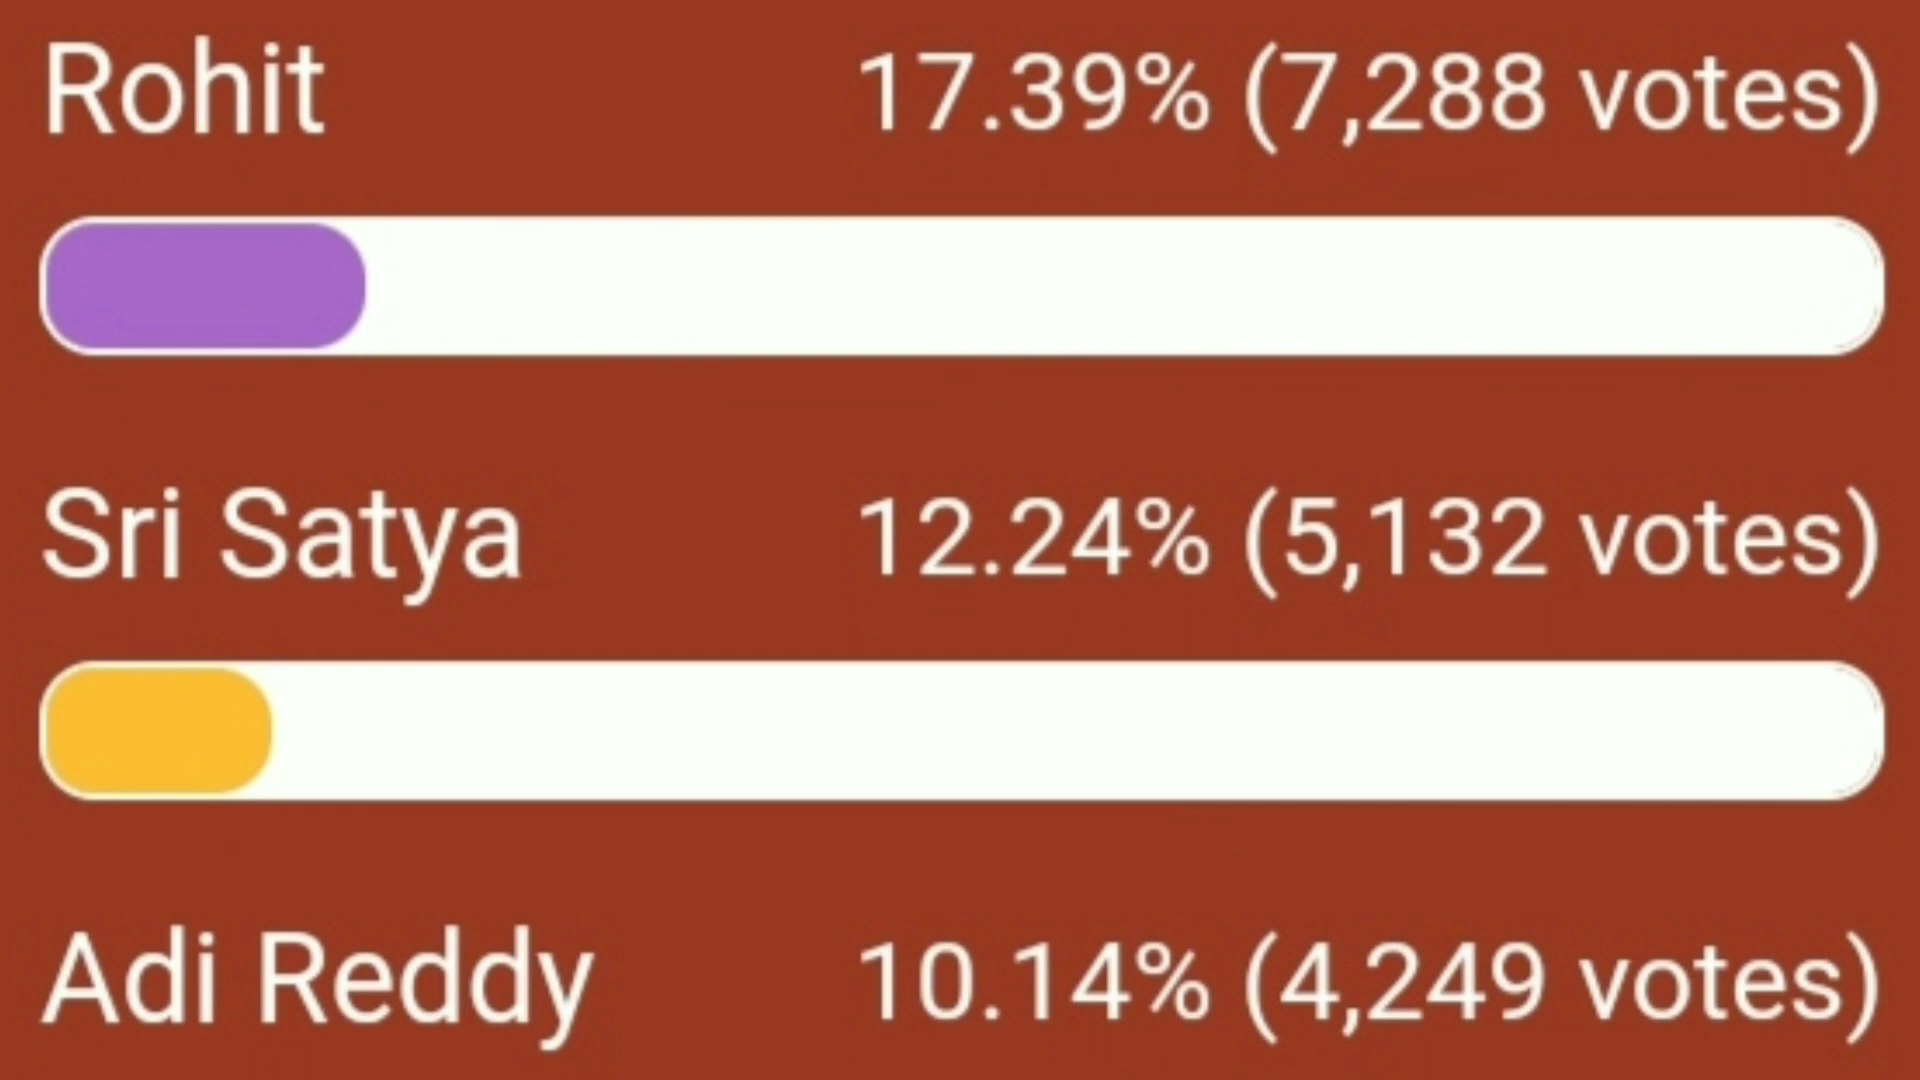 Rohit 17.39% (7,288 votes)
Sri Satya 12.24% (5,132 votes)
Adi Reddy 10.14% (4,249 votes)